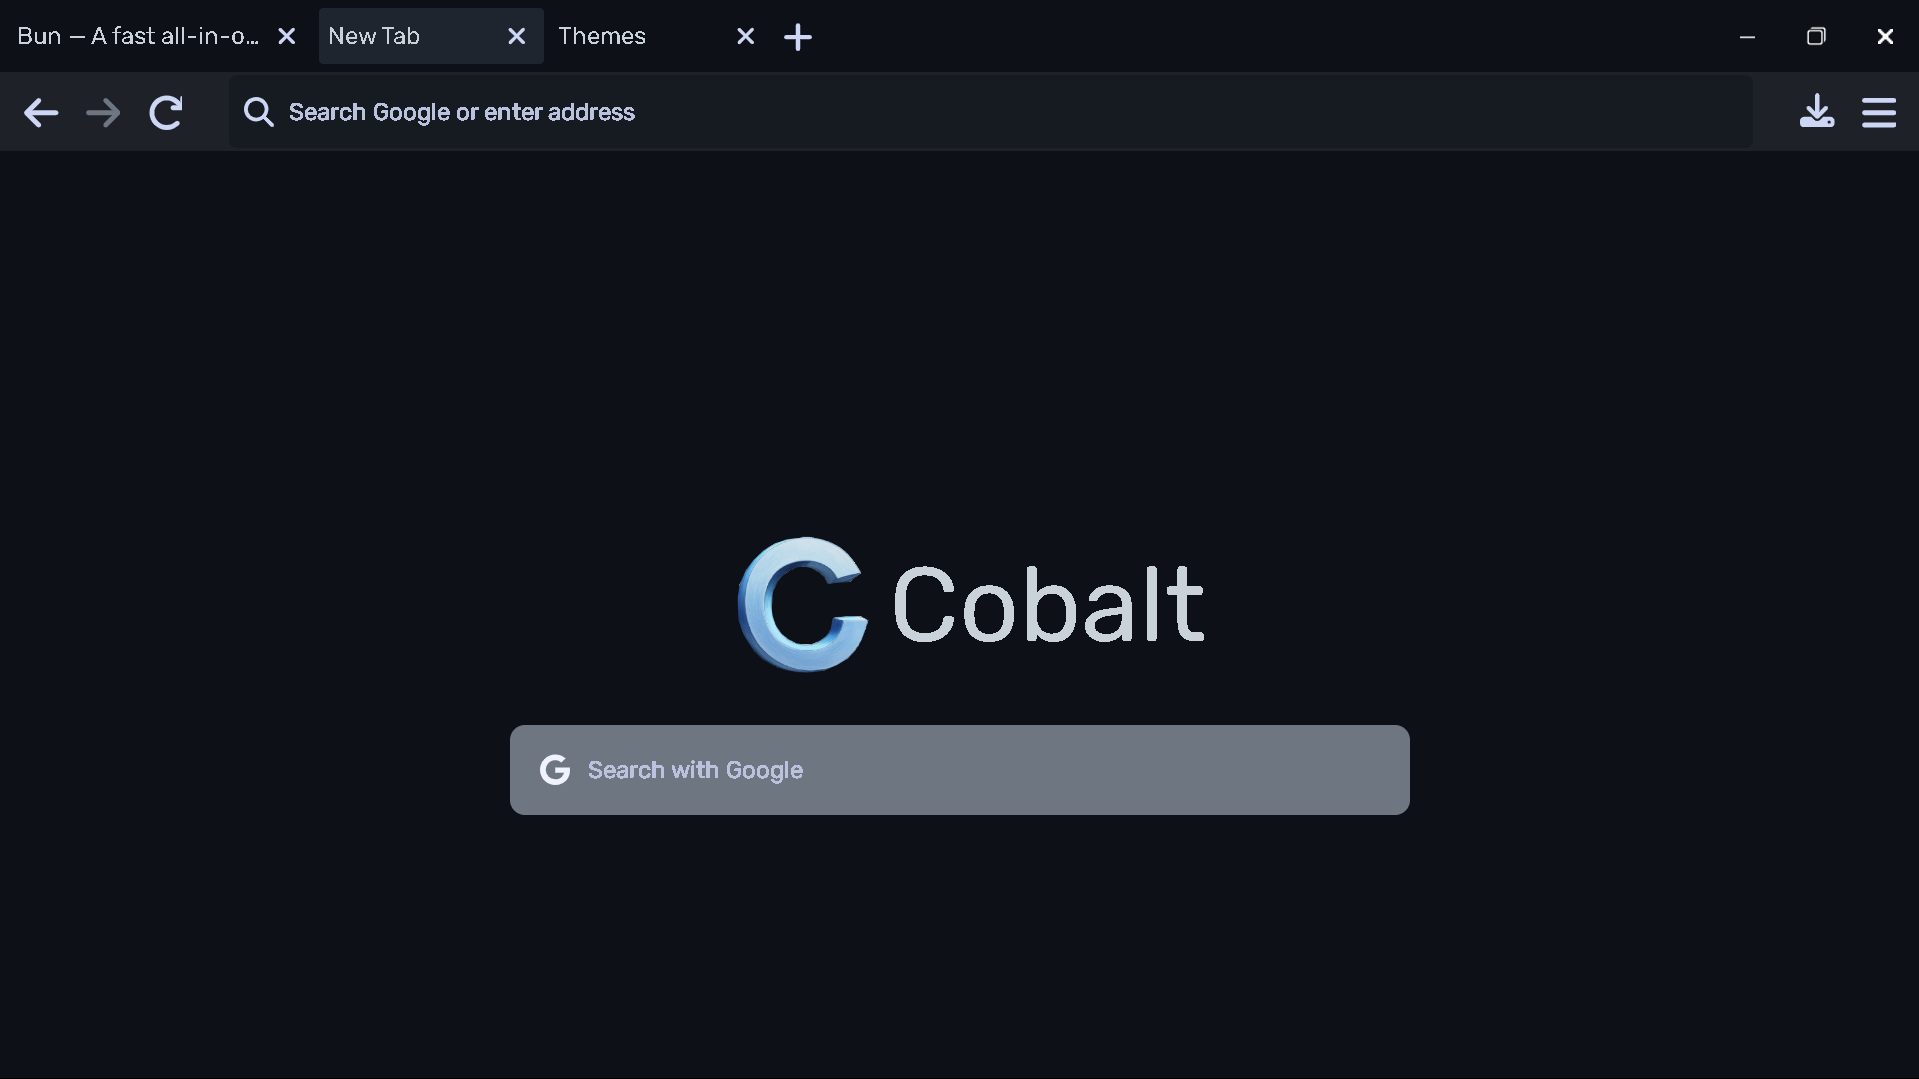 Bun — A fast all-in-o...
New Tab
Themes
Search Google or enter address
C Cobalt
G Search with Google